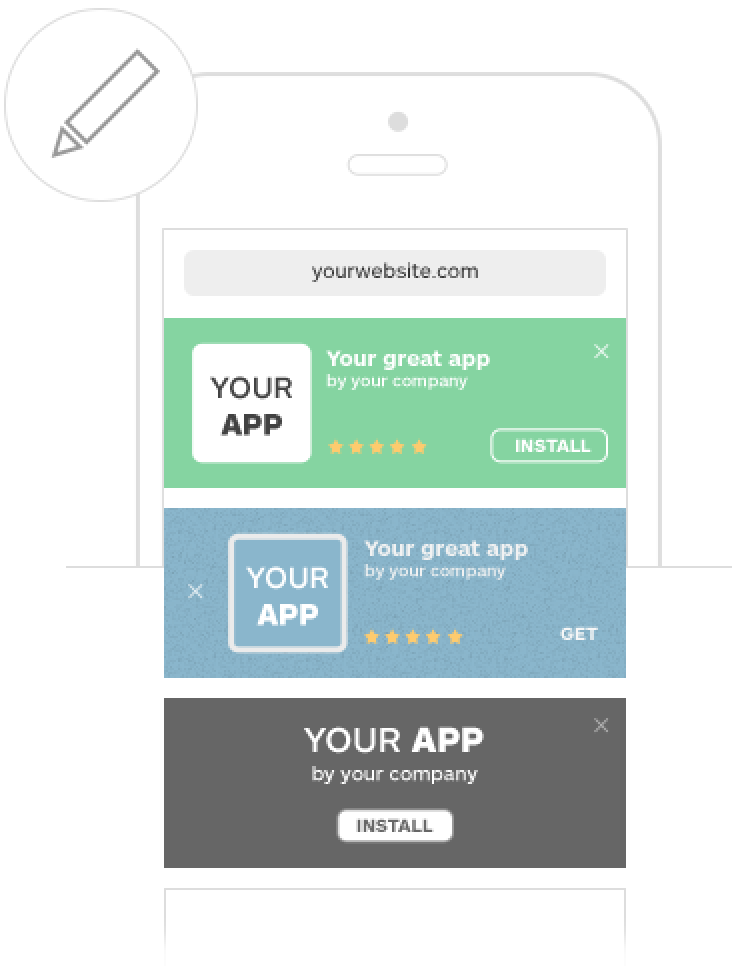 yourwebsite.com
YOUR
APP
Your great app
by your company
INSTALL
YOUR
APP
Your great app
by your company
GET
YOUR APP
by your company
INSTALL